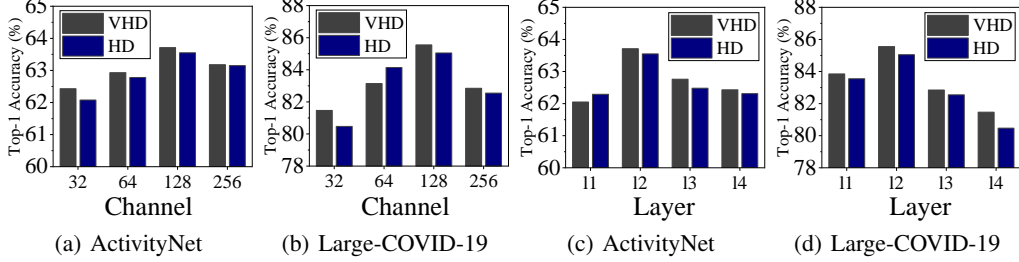 Top-1 Accuracy (%)
65
64
63
62
61
60
VHD
HD
32 64 128 256
Channel
(a) ActivityNet
Top-1 Accuracy (%)
88
86
84
82
80
78
VHD
HD
32 64 128 256
Channel
(b) Large-COVID-19
Top-1 Accuracy (%)
65
64
63
62
61
60
VHD
HD
l1 l2 l3 l4
Layer
(c) ActivityNet
Top-1 Accuracy (%)
88
86
84
82
80
78
VHD
HD
l1 l2 l3 l4
Layer
(d) Large-COVID-19